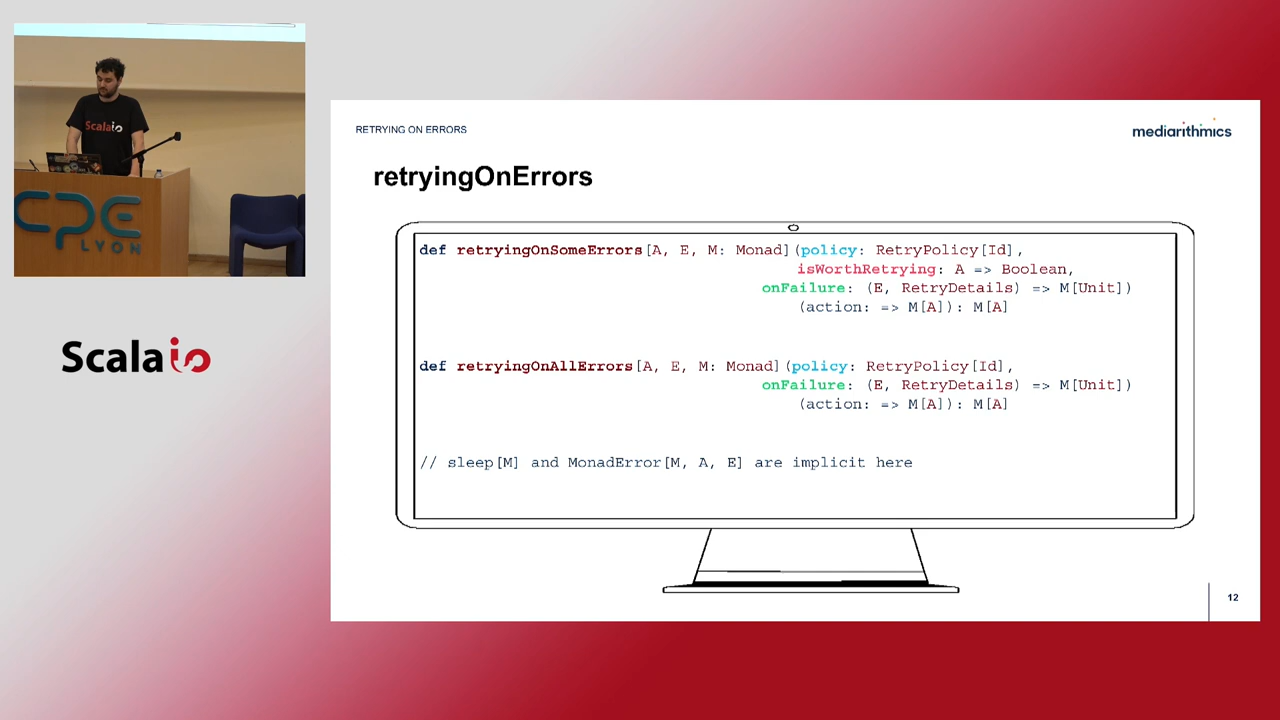 Scalaio
CPE
LYON
Scalaio
RETRYING ON ERRORS
mediarithmics
retryingOnErrors
def retryingOnSomeErrors[A, E, M: Monad](policy: RetryPolicy[Id],
isWorthRetrying: A => Boolean,
onFailure: (E, RetryDetails) => M[Unit])
(action: => M[A]): M[A]
def retryingOnAllErrors[A, E, M: Monad](policy: RetryPolicy[Id],
onFailure: (E, RetryDetails) => M[Unit])
(action: => M[A]): M[A]
// sleep[M] and MonadError[M, A, E] are implicit here
12